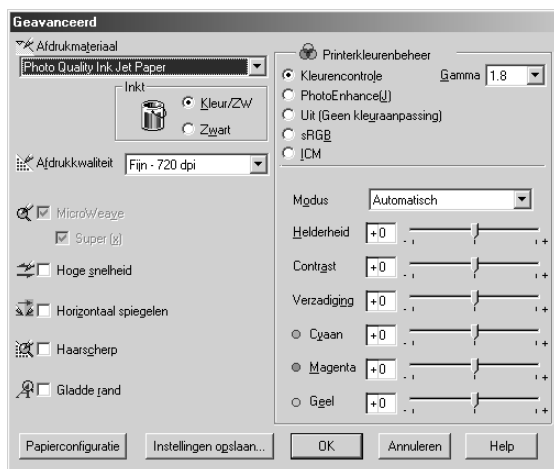 Geavanceerd
Afdrukmateriaal
Photo Quality Ink Jet Paper
Inkt
Kleur/ZW
Zwart
Afdrukkwaliteit Fijn - 720 dpi
MicroWeave
Super (x)
Hoge snelheid
Horizontaal spiegelen
Haarscherp
Gladde rand
Printerkleurenbeheer
Kleurencontrole Gamma 1.8
PhotoEnhance(J)
Uit (Geen kleuraanpassing)
sRGB
ICM
Modus Automatisch
Helderheid +0 - +
Contrast +0 - +
Verzadiging +0 - +
Cyaan +0 - +
Magenta +0 - +
Geel +0 - +
Papierconfiguratie Instellingen opslaan... OK Annuleren Help